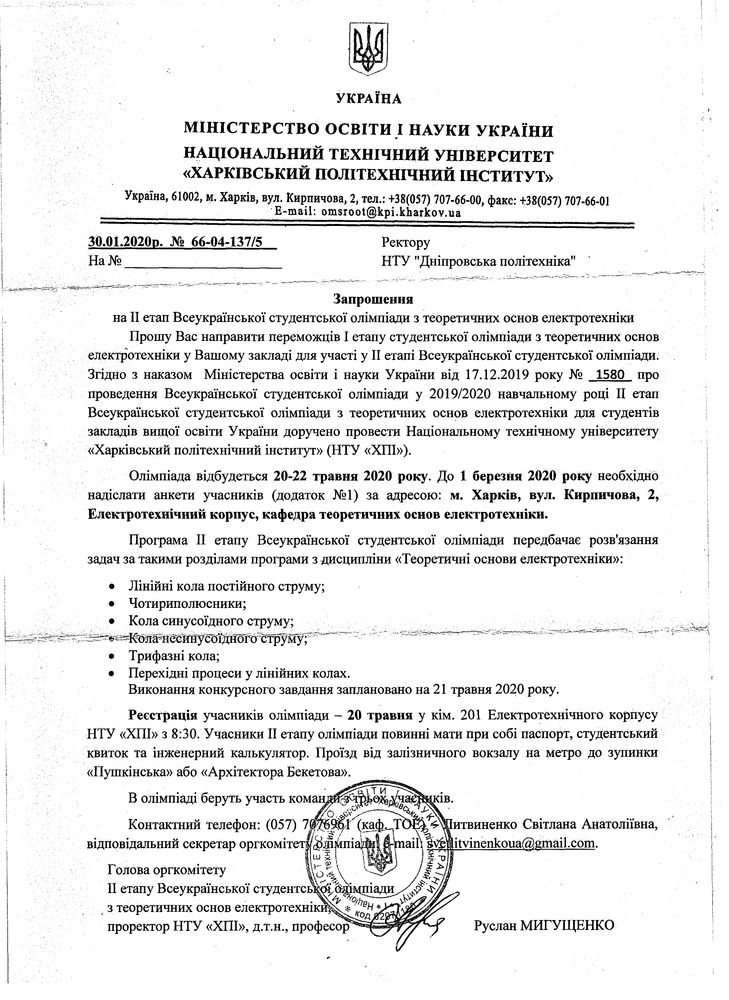 УКРАЇНА
МІНІСТЕРСТВО ОСВІТИ І НАУКИ УКРАЇНИ
НАЦІОНАЛЬНИЙ ТЕХНІЧНИЙ УНІВЕРСИТЕТ
«ХАРКІВСЬКИЙ ПОЛІТЕХНІЧНИЙ ІНСТИТУТ»
Україна, 61002, м. Харків, вул. Кирпичова, 2, тел.: +38(057) 707-66-00, факс: +38(057) 707-66-01
E-mail: omsroot@kpi.kharkov.ua
30.01.2020р. № 66-04-137/5
На №
Ректору
НТУ "Дніпровська політехніка"
Запрошення
на ІІ етап Всеукраїнської студентської олімпіади з теоретичних основ електротехніки
Прошу Вас направити переможців І етапу студентської олімпіади з теоретичних основ
електротехніки у Вашому закладі для участі у ІІ етапі Всеукраїнської студентської олімпіади.
Згідно з наказом Міністерства освіти і науки України від 17.12.2019 року № 1580 про
проведення Всеукраїнської студентської олімпіади у 2019/2020 навчальному році ІІ етап
Всеукраїнської студентської олімпіади з теоретичних основ електротехніки для студентів
закладів вищої освіти України доручено провести Національному технічному університету
«Харківський політехнічний інститут» (НТУ «ХПІ»).
Олімпіада відбудеться 20-22 травня 2020 року. До 1 березня 2020 року необхідно
надіслати анкети учасників (додаток №1) за адресою: м. Харків, вул. Кирпичова, 2,
Електротехнічний корпус, кафедра теоретичних основ електротехніки.
Програма ІІ етапу Всеукраїнської студентської олімпіади передбачає розв'язання
задач за такими розділами програми з дисципліни «Теоретичні основи електротехніки»:
• Лінійні кола постійного струму;
• Чотириполюсники;
• Кола синусоїдного струму;
• Кола несинусоїдного струму;
• Трифазні кола;
• Перехідні процеси у лінійних колах.
Виконання конкурсного завдання заплановано на 21 травня 2020 року.
Реєстрація учасників олімпіади – 20 травня у кім. 201 Електротехнічного корпусу
НТУ «ХПІ» з 8:30. Учасники ІІ етапу олімпіади повинні мати при собі паспорт, студентський
квиток та інженерний калькулятор. Проїзд від залізничного вокзалу на метро до зупинки
«Пушкінська» або «Архітектора Бекетова».
В олімпіаді беруть участь команди з трьох учасників.
Контактний телефон: (057) 7076961 (каф. ТОЕ), Литвиненко Світлана Анатоліївна,
відповідальний секретар оргкомітету олімпіади, e-mail: svetlitvinenkoua@gmail.com.
Голова оргкомітету
ІІ етапу Всеукраїнської студентської олімпіади
з теоретичних основ електротехніки,
проректор НТУ «ХПІ», д.т.н., професор
Руслан МИГУЩЕНКО
МІНІСТЕРСТВО ОСВІТИ І НАУКИ УКРАЇНИ
Національний технічний університет "Харківський політехнічний інститут"
код 02071180